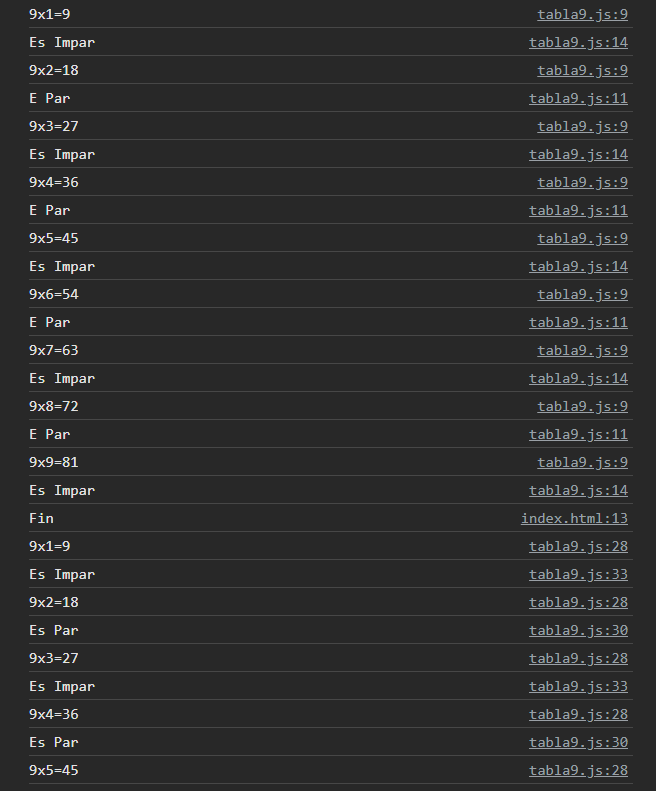 9x1=9 tabla9.js:9
Es Impar tabla9.js:14
9x2=18 tabla9.js:9
E Par tabla9.js:11
9x3=27 tabla9.js:9
Es Impar tabla9.js:14
9x4=36 tabla9.js:9
E Par tabla9.js:11
9x5=45 tabla9.js:9
Es Impar tabla9.js:14
9x6=54 tabla9.js:9
E Par tabla9.js:11
9x7=63 tabla9.js:9
Es Impar tabla9.js:14
9x8=72 tabla9.js:9
E Par tabla9.js:11
9x9=81 tabla9.js:9
Es Impar tabla9.js:14
Fin index.html:13
9x1=9 tabla9.js:28
Es Impar tabla9.js:33
9x2=18 tabla9.js:28
Es Par tabla9.js:30
9x3=27 tabla9.js:28
Es Impar tabla9.js:33
9x4=36 tabla9.js:28
Es Par tabla9.js:30
9x5=45 tabla9.js:28